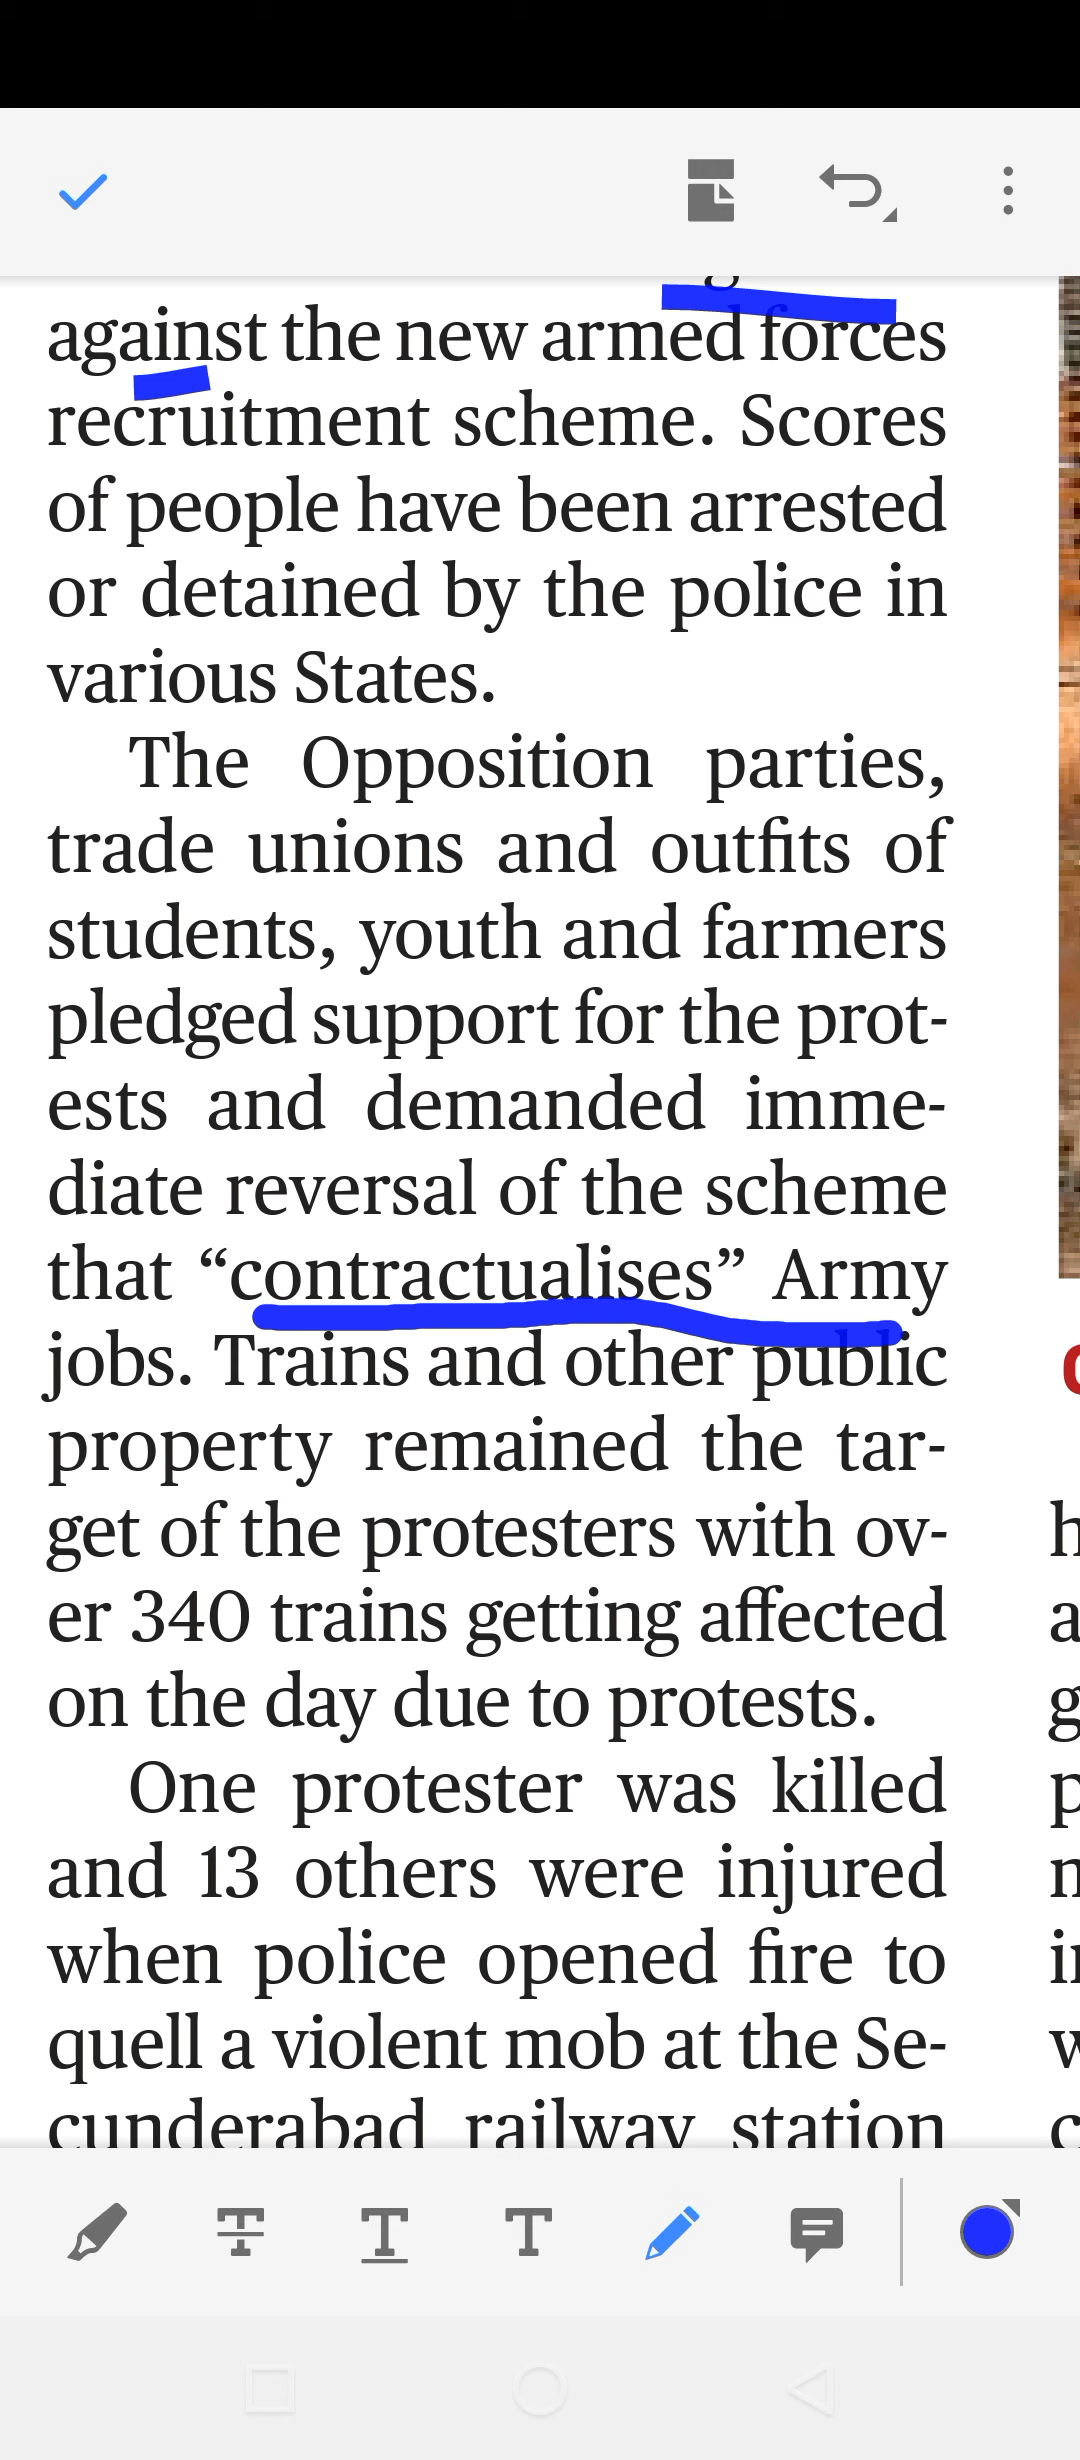 against the new armed forces
recruitment scheme. Scores
of people have been arrested
or detained by the police in
various States.
The Opposition parties,
trade unions and outfits of
students, youth and farmers
pledged support for the prot-
ests and demanded imme-
diate reversal of the scheme
that “contractualises” Army
jobs. Trains and other public
property remained the tar-
get of the protesters with ov-
er 340 trains getting affected
on the day due to protests.
One protester was killed
and 13 others were injured
when police opened fire to
quell a violent mob at the Se-
cunderabad railway station